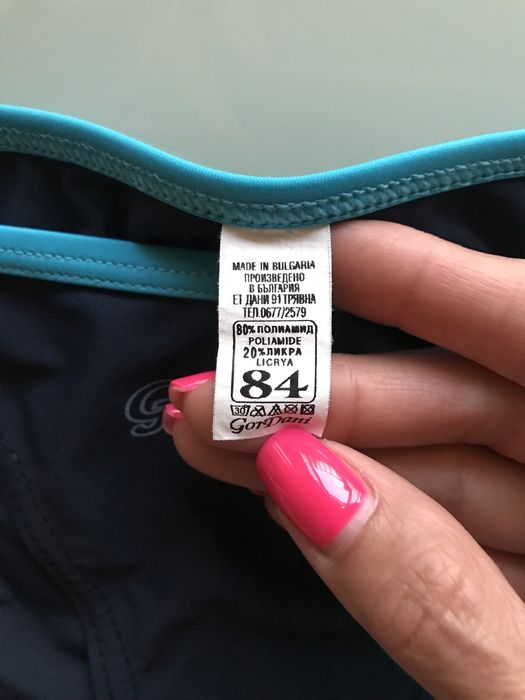 MADE IN BULGARIA
ПРОИЗВЕДЕНО
В БЪЛГАРИЯ
ЕТ ДАНИ 91 ТРЯВНА
ТЕЛ.0677/2579
80% ПОЛИАМИД
POLIAMIDE
20% ЛИКРА
LICRYA
84
30
GorDani